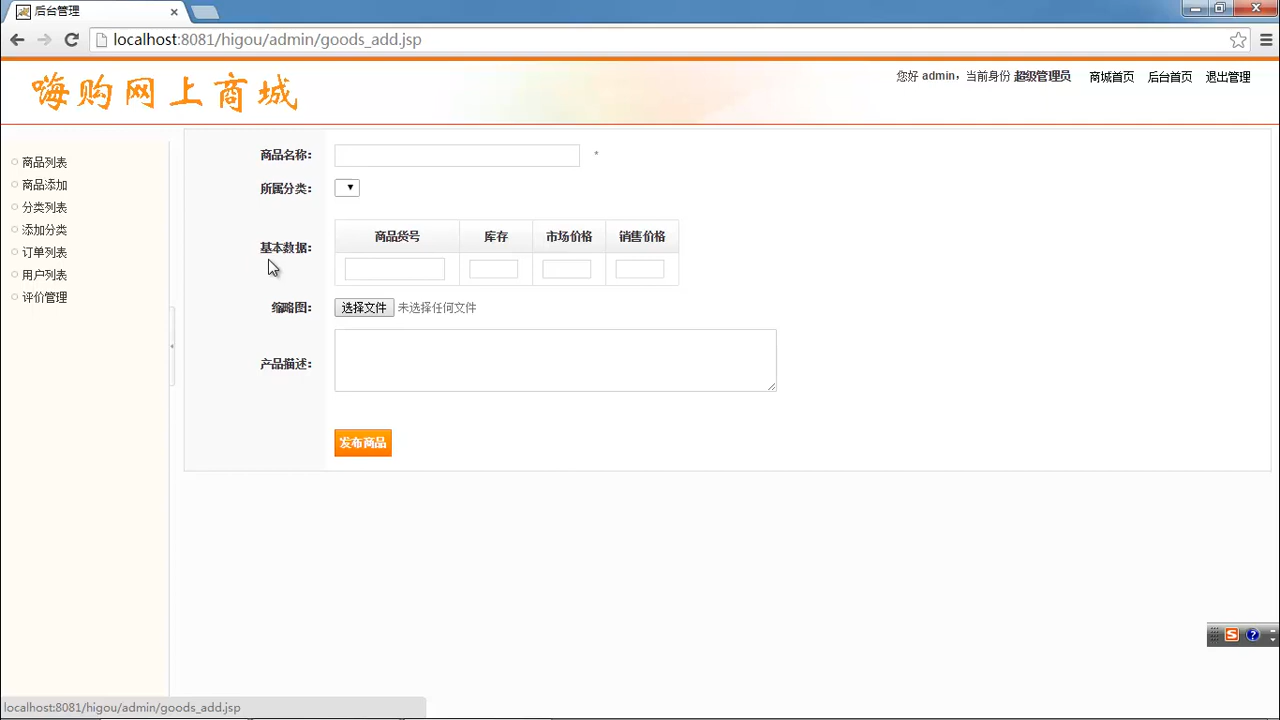 后台管理
localhost:8081/higou/admin/goods_add.jsp
嗨购网上商城
您好 admin，当前身份 超级管理员 商城首页 后台首页 退出管理
商品列表
商品添加
分类列表
添加分类
订单列表
用户列表
评价管理
商品名称： *
所属分类：
基本数据：
商品货号 库存 市场价格 销售价格
缩略图： 选择文件 未选择任何文件
产品描述：
发布商品
localhost:8081/higou/admin/goods_add.jsp